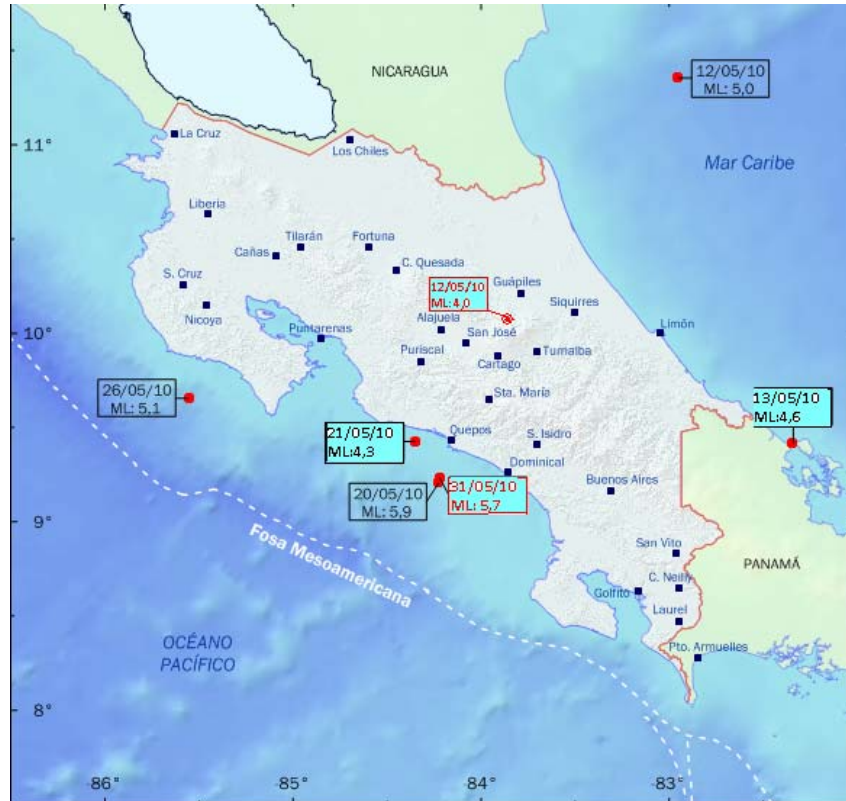 12/05/10
ML: 5,0
NICARAGUA
La Cruz
11°
Los Chiles
Mar Caribe
Liberia
Tilarán
Fortuna
Cañas
C. Quesada
S. Cruz
12/05/10
ML:4,0
Guápiles
Nicoya
Siquirres
Alajuela
10°
Puntarenas
San José
Limón
Puriscal
Cartago
Turrialba
26/05/10
ML: 5,1
Sta. María
13/05/10
ML:4,6
21/05/10
ML:4,3
Quepos
S. Isidro
Dominical
20/05/10
ML: 5,9
31/05/10
ML: 5,7
Buenos Aires
9°
Fosa Mesoamericana
San Vito
PANAMÁ
C. Neilly
Golfito
Laurel
OCÉANO
PACÍFICO
Pto. Armuelles
8°
-86°
-85°
-84°
-83°